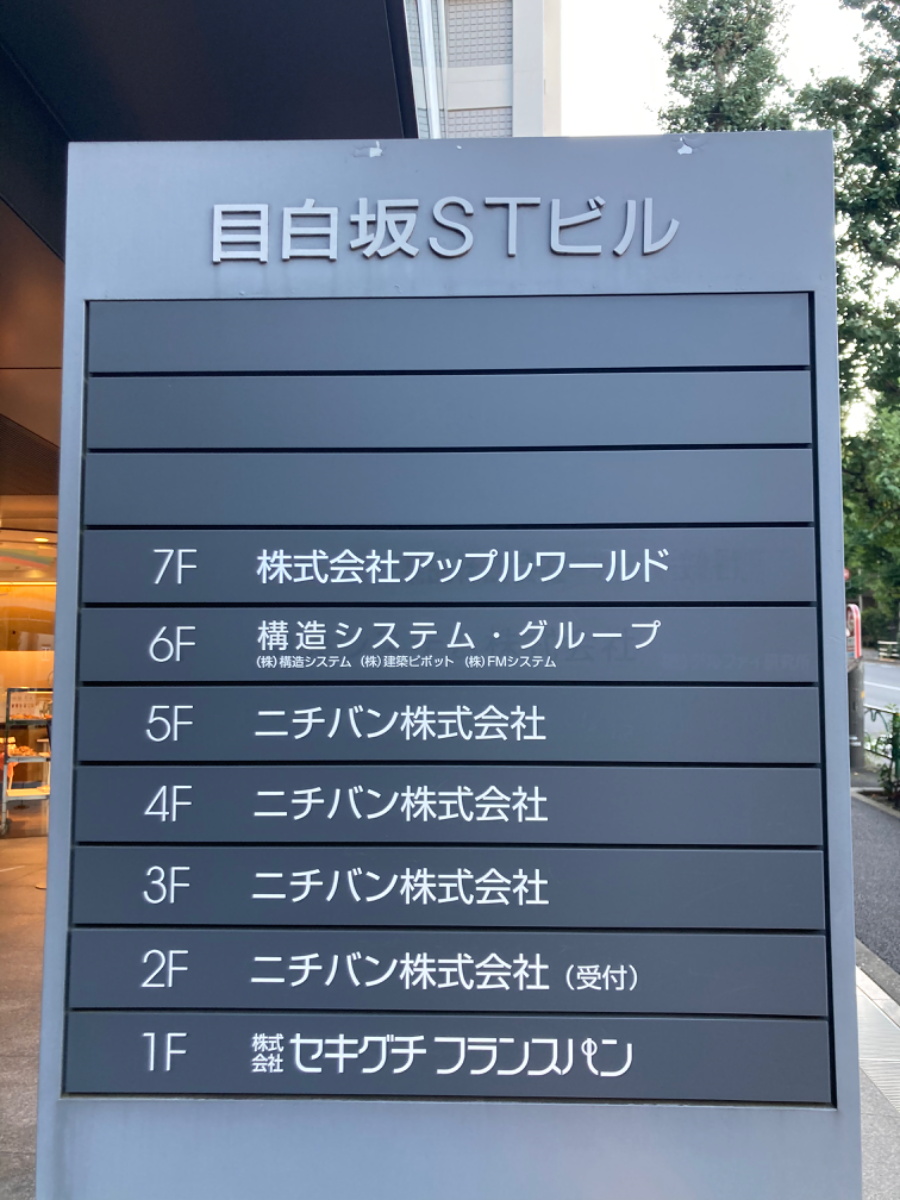 目白坂STビル
7F 株式会社アップルワールド
6F 構造システム・グループ
(株)構造システム (株)建築ピボット (株)FMシステム
5F ニチバン株式会社
4F ニチバン株式会社
3F ニチバン株式会社
2F ニチバン株式会社（受付）
1F 株式会社 セキグチ フランスパン